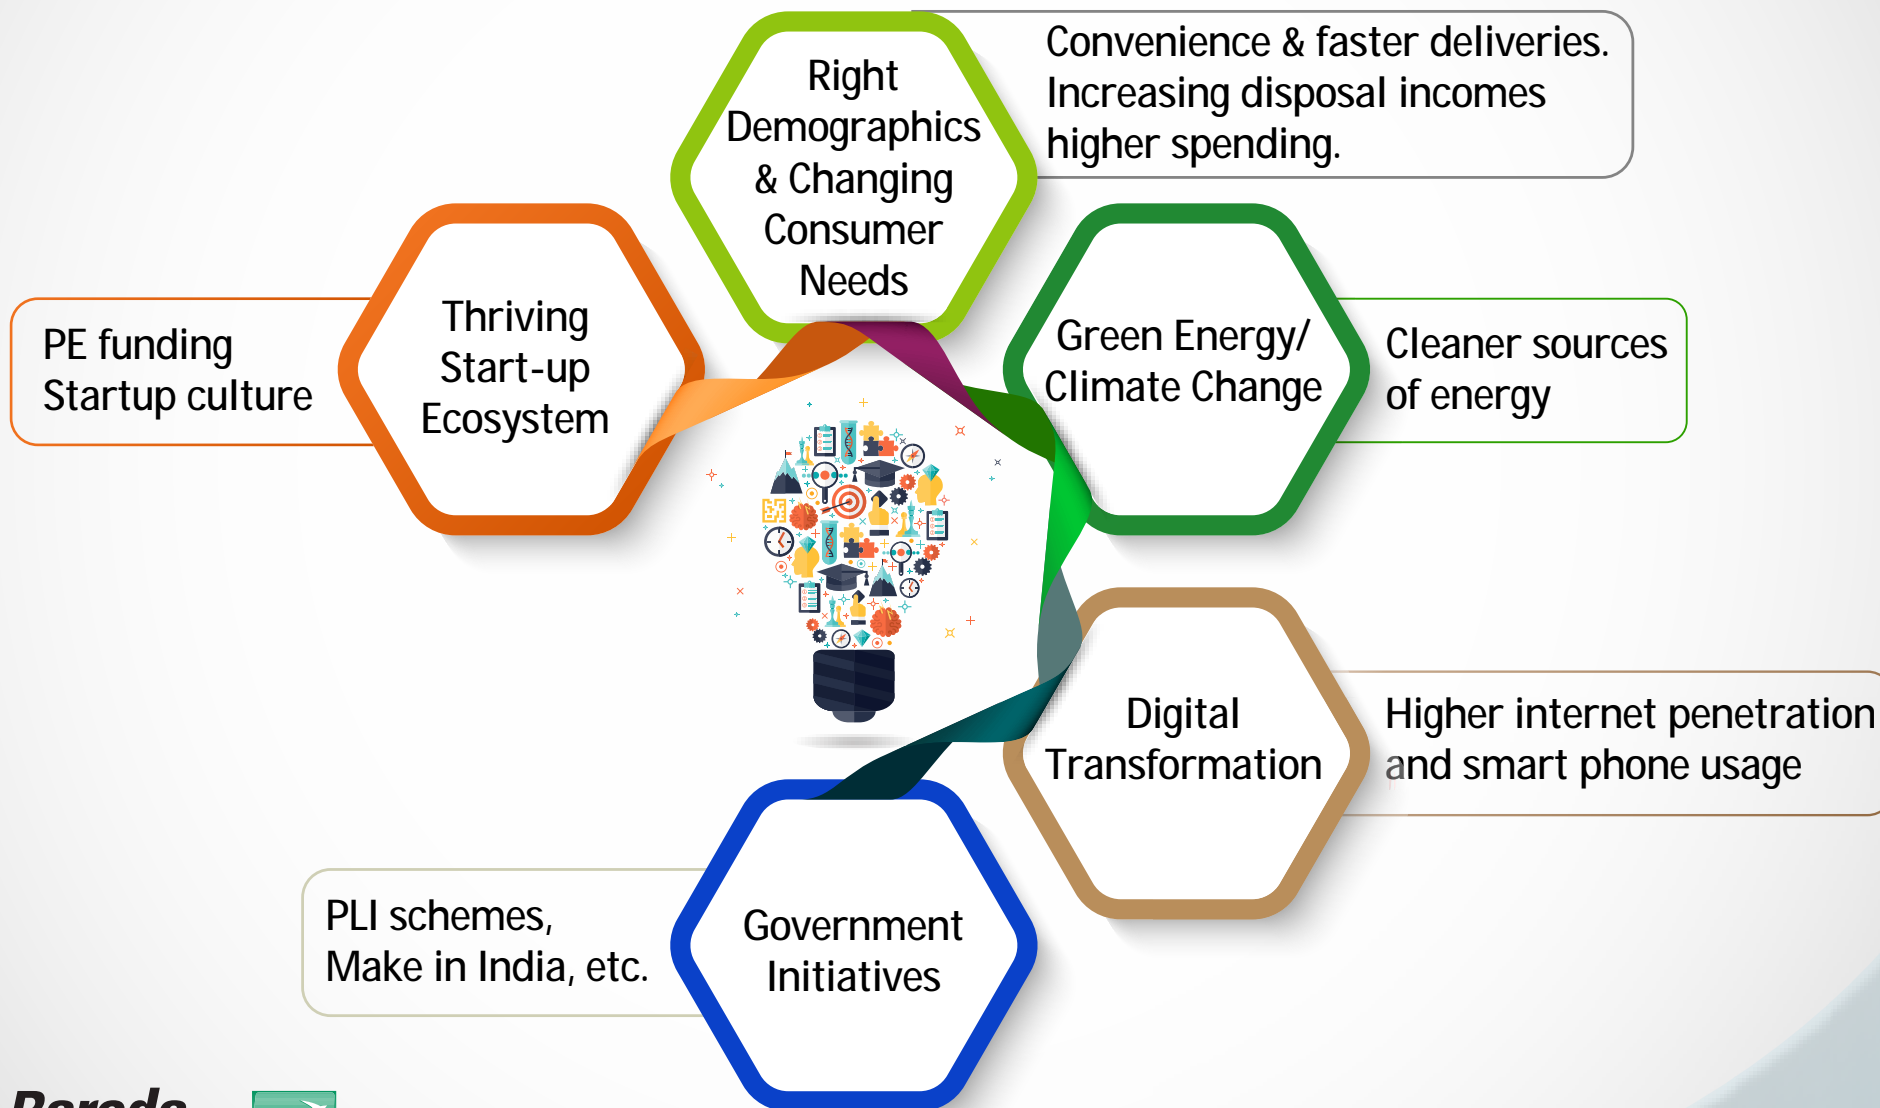 Right
Demographics
& Changing
Consumer
Needs
Convenience & faster deliveries.
Increasing disposal incomes
higher spending.
Thriving
Start-up
Ecosystem
PE funding
Startup culture
Green Energy/
Climate Change
Cleaner sources
of energy
Digital
Transformation
Higher internet penetration
and smart phone usage
Government
Initiatives
PLI schemes,
Make in India, etc.